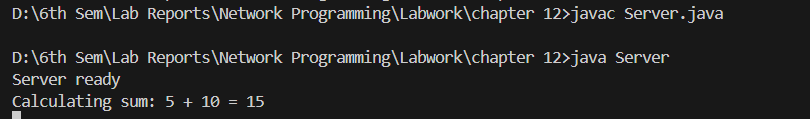 D:\6th Sem\Lab Reports\Network Programming\Labwork\chapter 12>javac Server.java
D:\6th Sem\Lab Reports\Network Programming\Labwork\chapter 12>java Server
Server ready
Calculating sum: 5 + 10 = 15